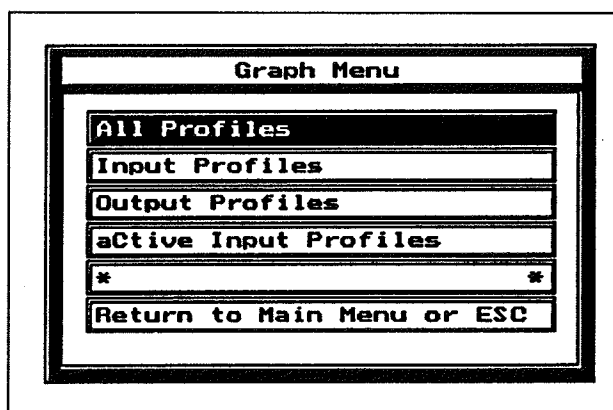 Graph Menu
All Profiles
Input Profiles
Output Profiles
aCtive Input Profiles
* *
Return to Main Menu or ESC